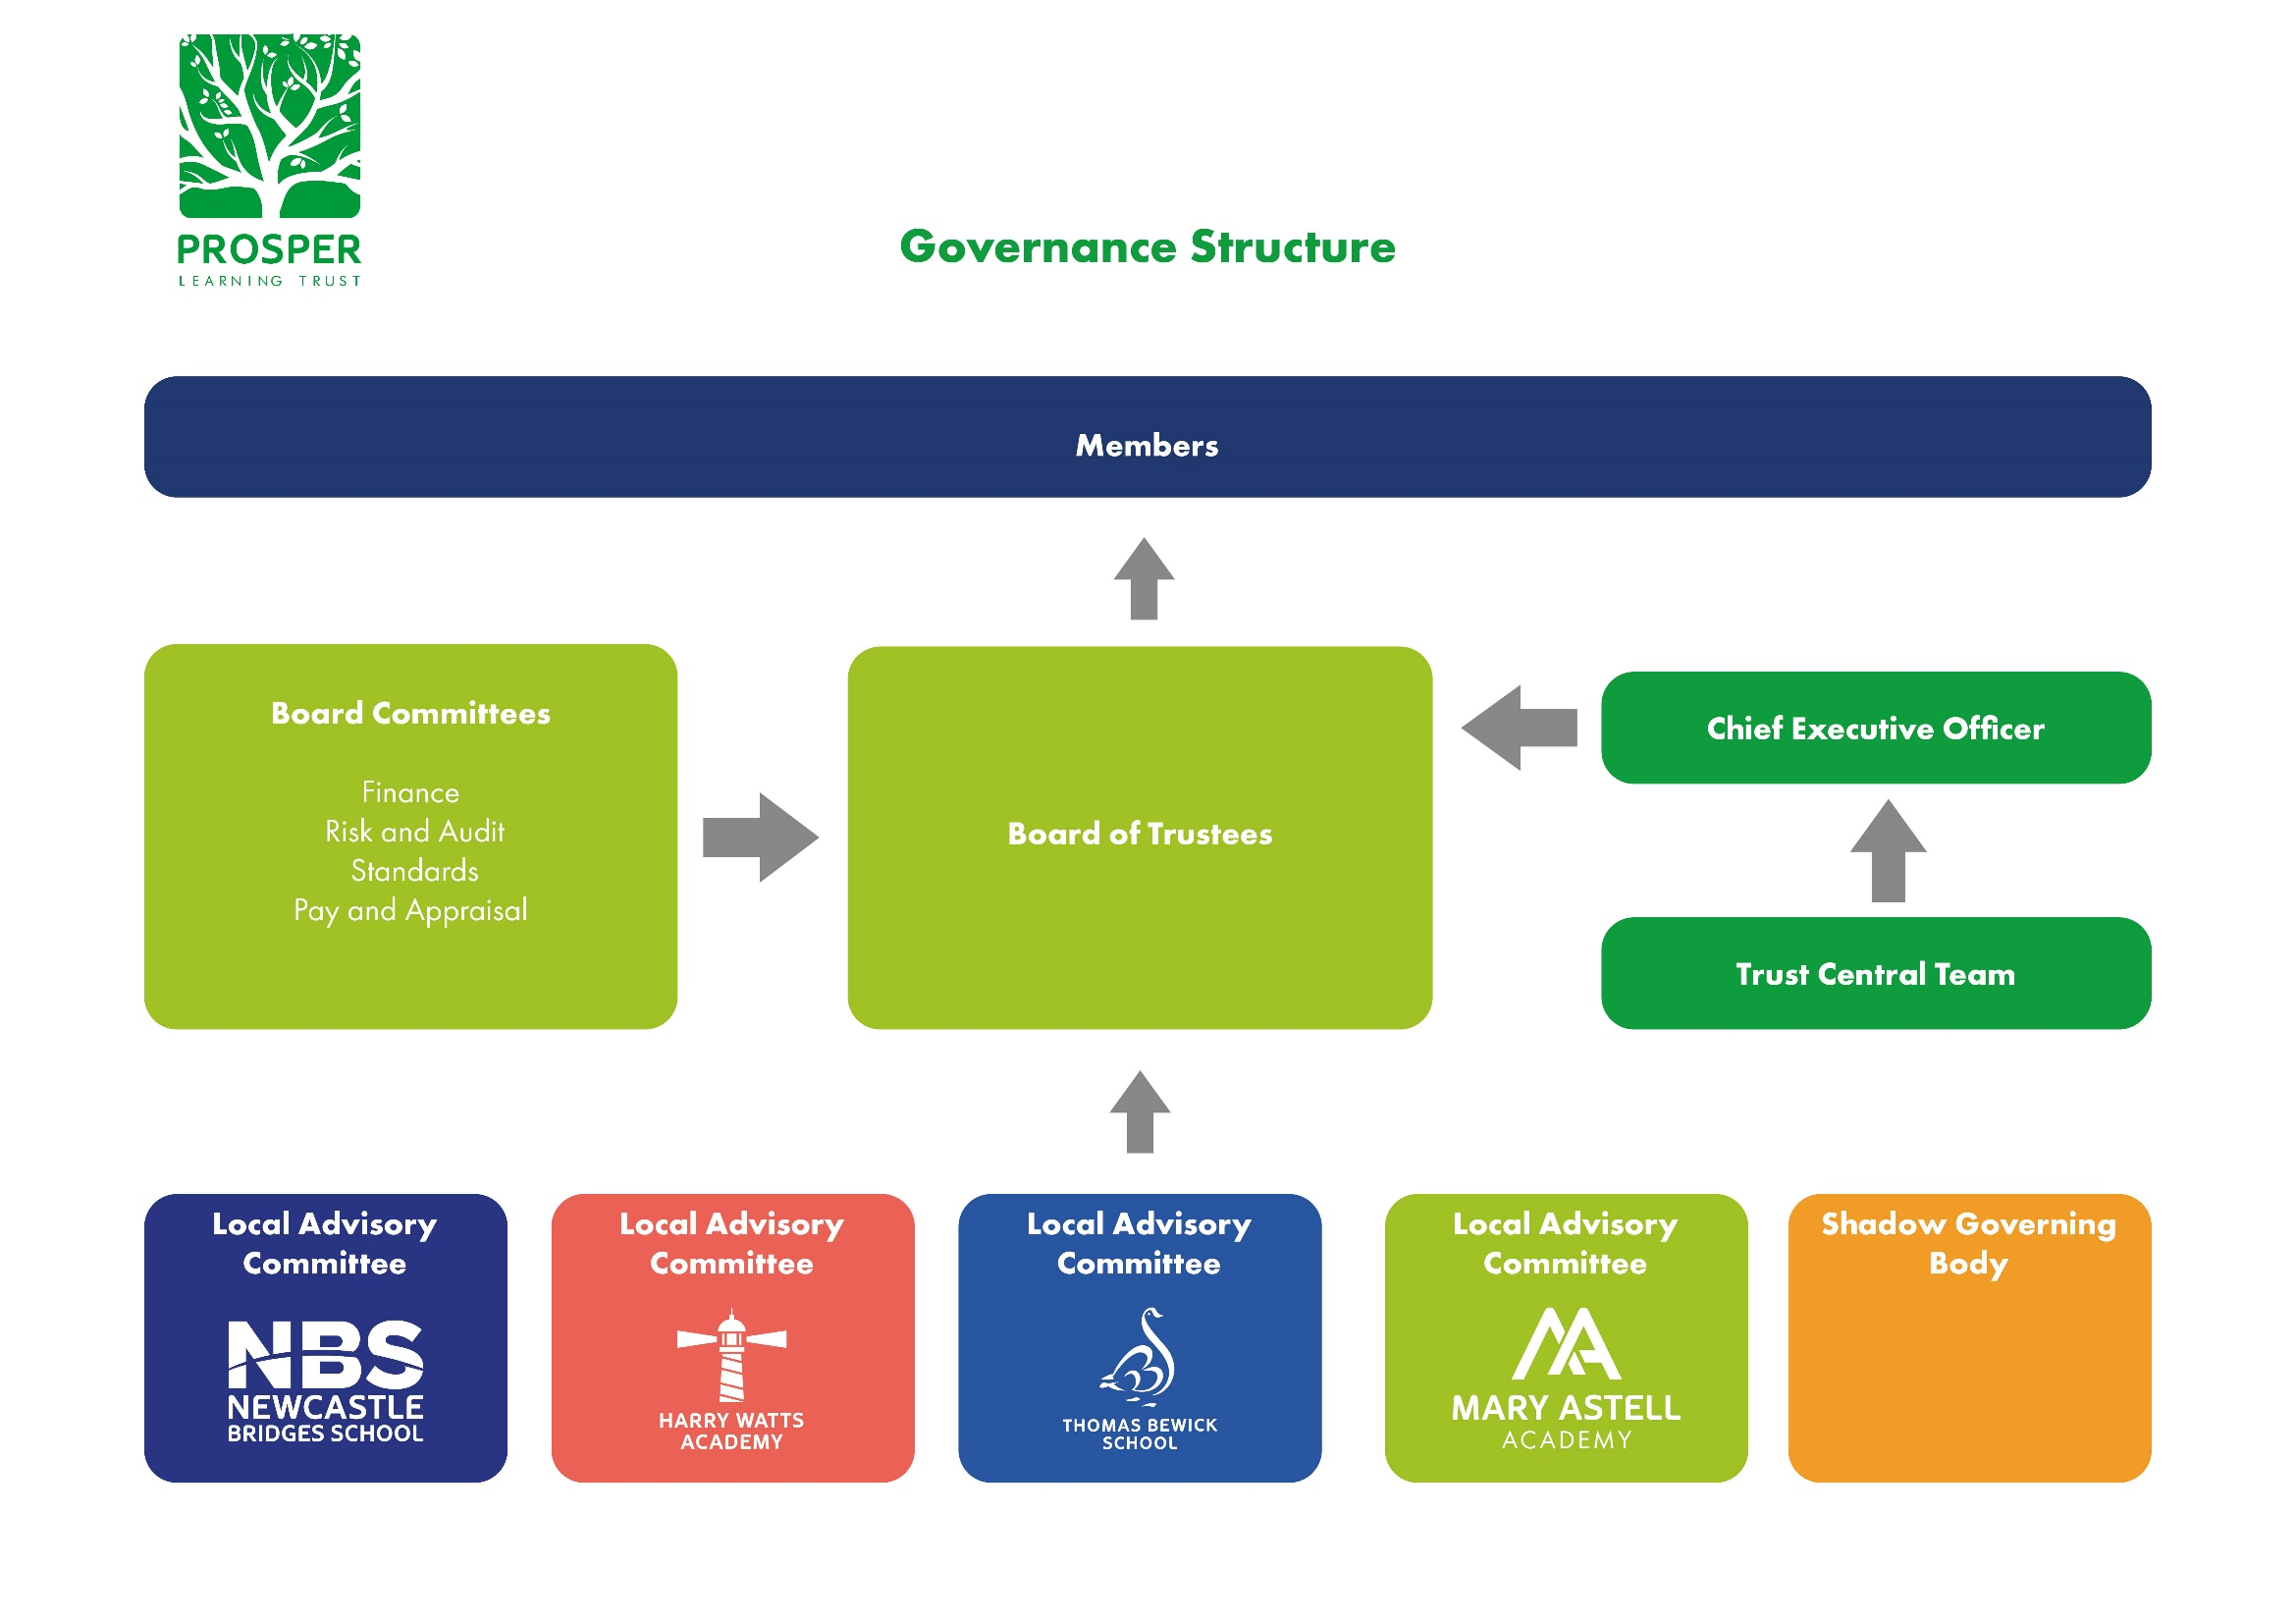 PROSPER
LEARNING TRUST
Governance Structure
Members
Board Committees
Finance
Risk and Audit
Standards
Pay and Appraisal
Board of Trustees
Chief Executive Officer
Trust Central Team
Local Advisory
Committee
NBS
NEWCASTLE
BRIDGES SCHOOL
Local Advisory
Committee
HARRY WATTS
ACADEMY
Local Advisory
Committee
THOMAS BEWICK
SCHOOL
Local Advisory
Committee
MA
MARY ASTELL
ACADEMY
Shadow Governing
Body